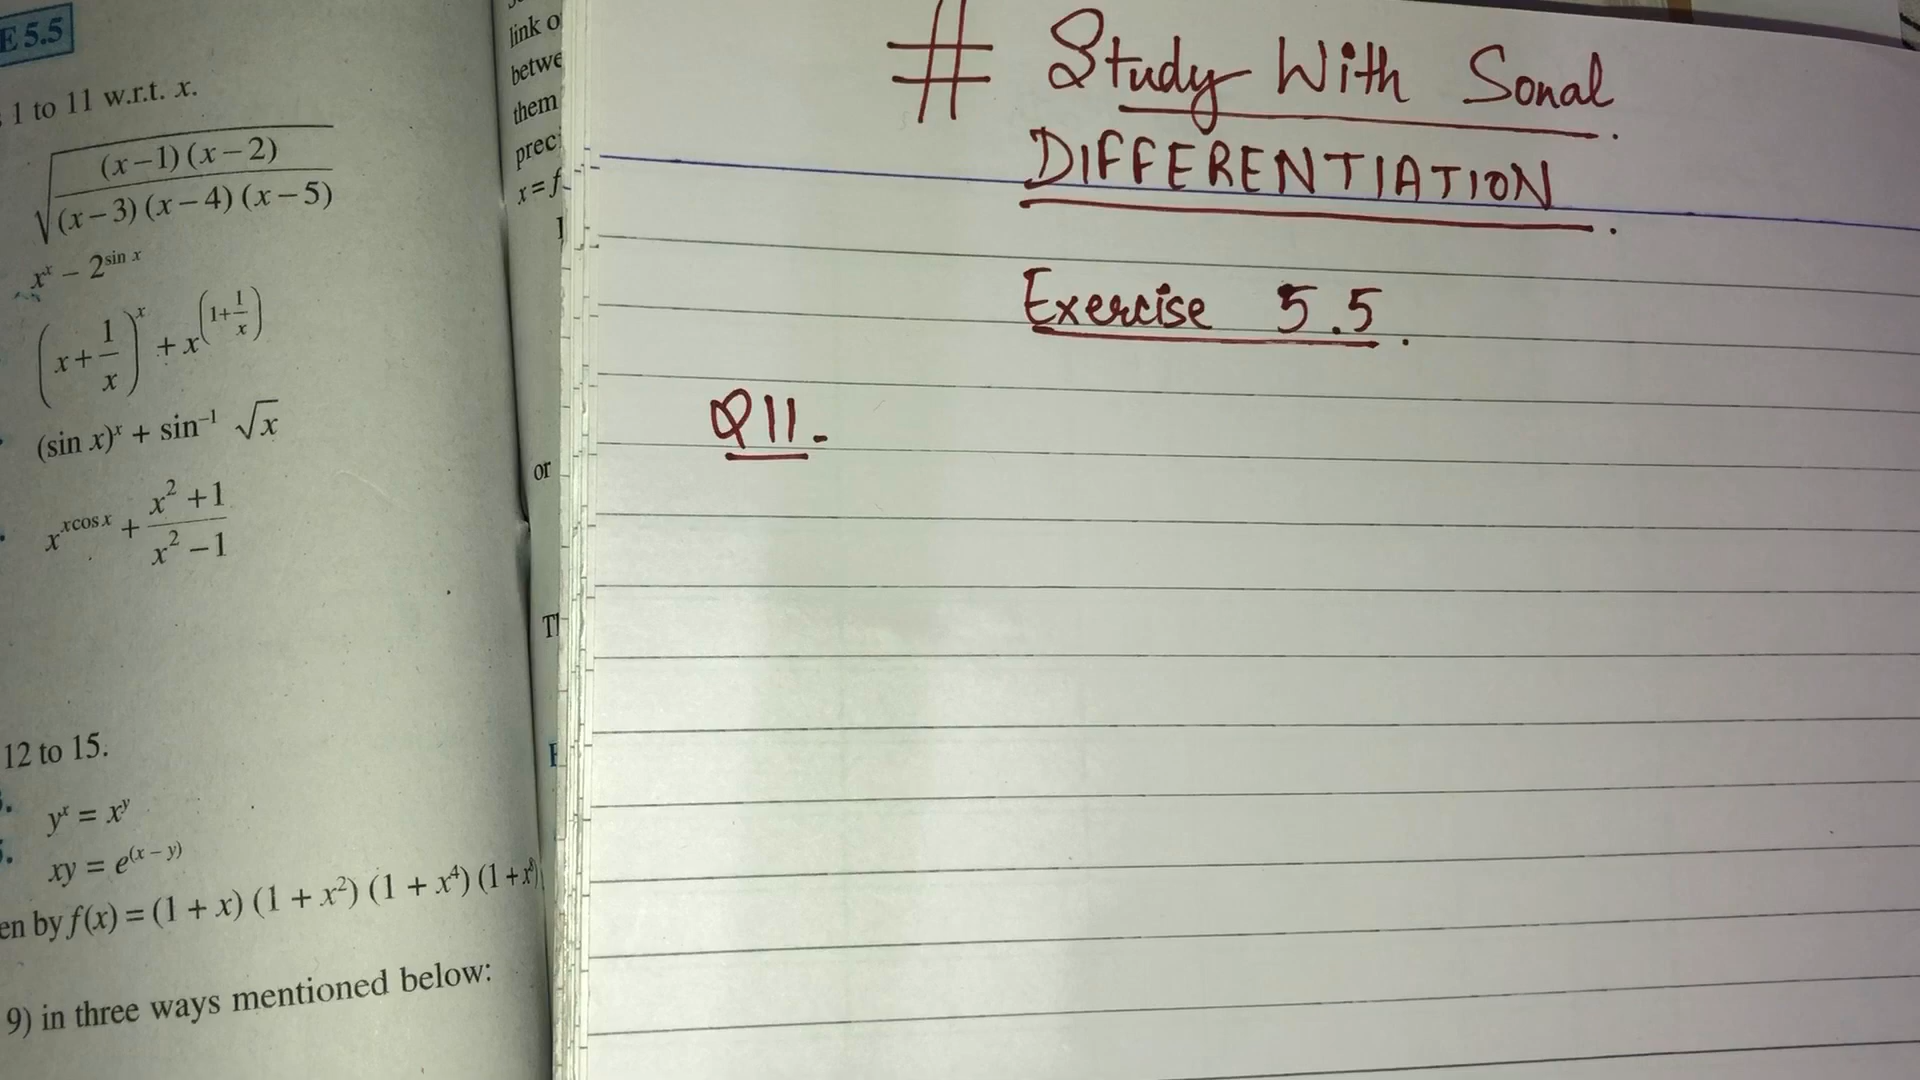 E 5.5
1 to 11 w.r.t. x.
√((x−1)(x−2)/((x−3)(x−4)(x−5)))
xˣ − 2^(sin x)
(x+1/x)^x + x^(1+1/x)
(sin x)^x + sin⁻¹ √x
x^(x cos x) + (x²+1)/(x²−1)
12 to 15.
y^x = x^y
xy = e^(x − y)
en by f(x) = (1 + x) (1 + x²) (1 + x⁴) (1+x⁸)
9) in three ways mentioned below:
link o
betwe
them
prec
x = f
or
# Study With Sonal.
DIFFERENTIATION.
Exercise 5.5.
Q11.